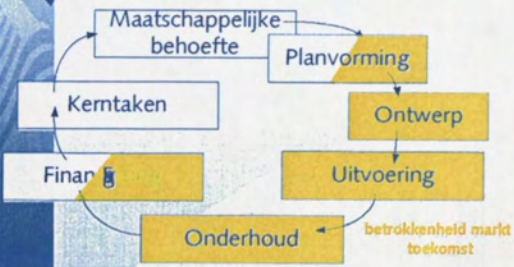 Maatschappelijke
behoefte
Planvorming
Kerntaken
Ontwerp
Uitvoering
Onderhoud
betrokkenheid markt
toekomst